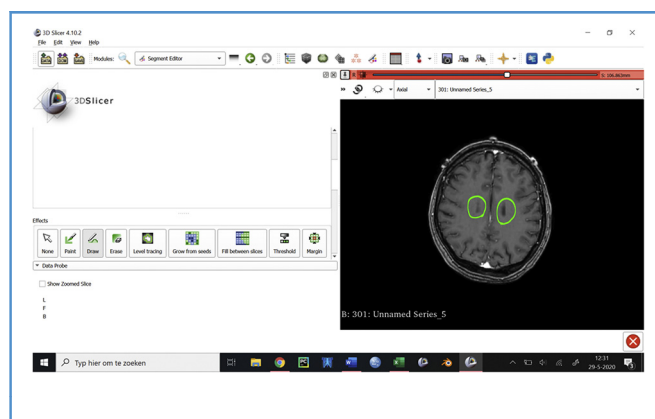 3D Slicer 4.10.2
File Edit View Help
Modules: Segment Editor
S: 106.863mm
3DSlicer
Axial 301: Unnamed Series_5
Effects
None Paint Draw Erase Level tracing Grow from seeds Fill between slices Threshold Margin
Data Probe
Show Zoomed Slice
L
F
B
B: 301: Unnamed Series_5
Typ hier om te zoeken
12:31
29-5-2020